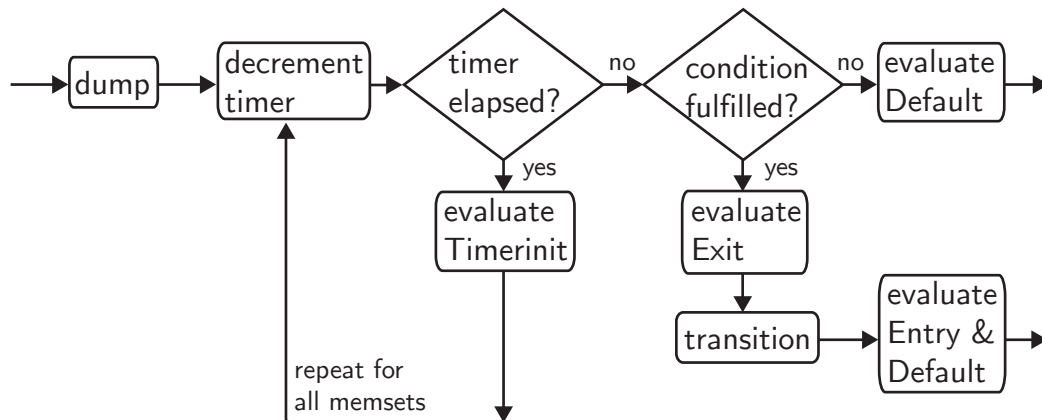 dump
decrement
timer
timer
elapsed?
no
condition
fulfilled?
no
evaluate
Default
yes
yes
evaluate
Timerinit
evaluate
Exit
transition
evaluate
Entry &
Default
repeat for
all memsets